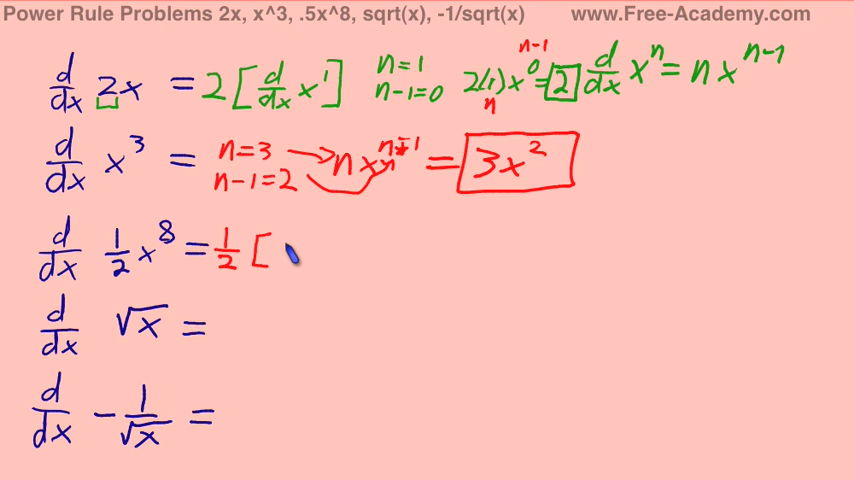 Power Rule Problems 2x, x^3, .5x^8, sqrt(x), -1/sqrt(x) www.Free-Academy.com
d/dx 2x = 2 [ d/dx x^1 ] n=1 n-1=0 2(1)x^0 = 2 n n-1 d/dx x^n = nx^(n-1)
d/dx x^3 = n=3 n-1=2 nx^(n-1) = 3x^2
d/dx 1/2 x^8 = 1/2 [
d/dx √x =
d/dx - 1/√x =